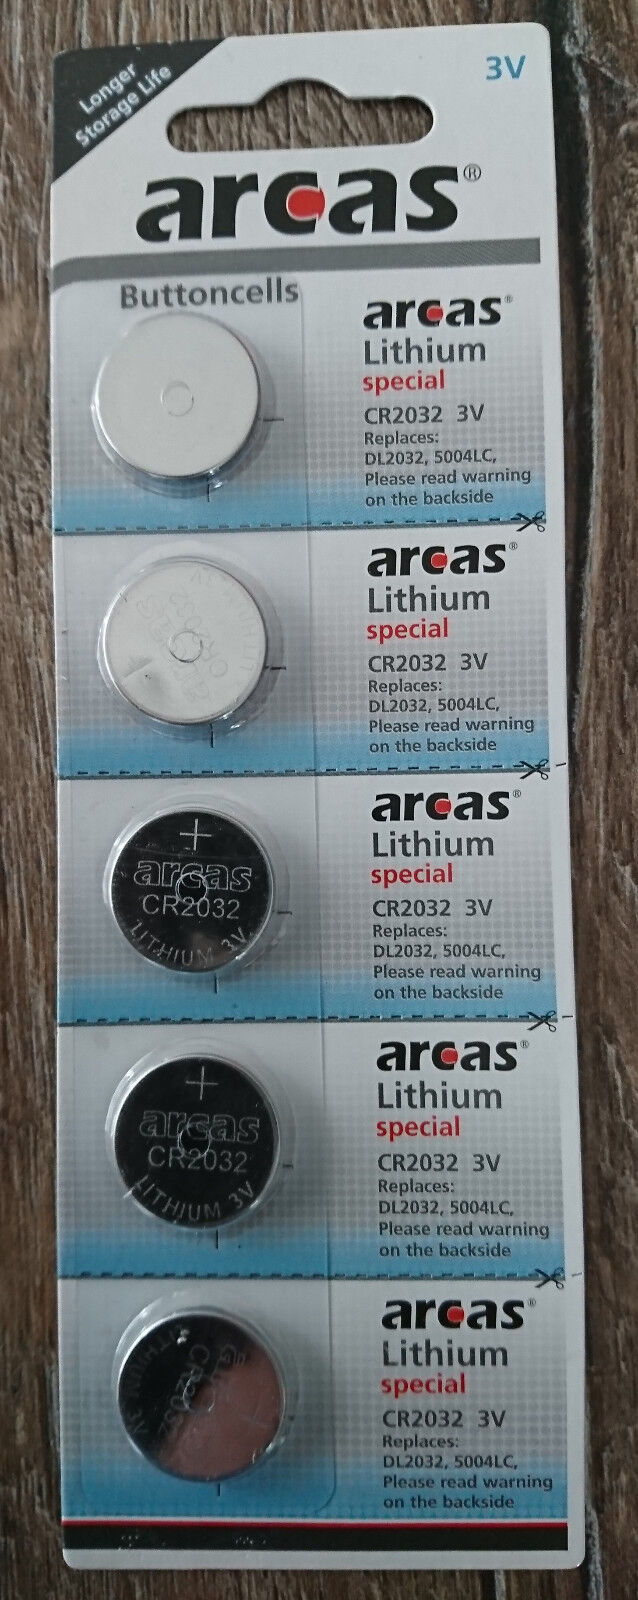 Longer
Storage Life
3V
arcas®
Buttoncells
arcas®
Lithium
special
CR2032 3V
Replaces:
DL2032, 5004LC,
Please read warning
on the backside
CR2032
arcas®
Lithium
special
CR2032 3V
Replaces:
DL2032, 5004LC,
Please read warning
on the backside
+
arcas
CR2032
LITHIUM 3V
arcas®
Lithium
special
CR2032 3V
Replaces:
DL2032, 5004LC,
Please read warning
on the backside
+
arcas
CR2032
LITHIUM 3V
arcas®
Lithium
special
CR2032 3V
Replaces:
DL2032, 5004LC,
Please read warning
on the backside
CR2032
LITHIUM 3V
arcas®
Lithium
special
CR2032 3V
Replaces:
DL2032, 5004LC,
Please read warning
on the backside